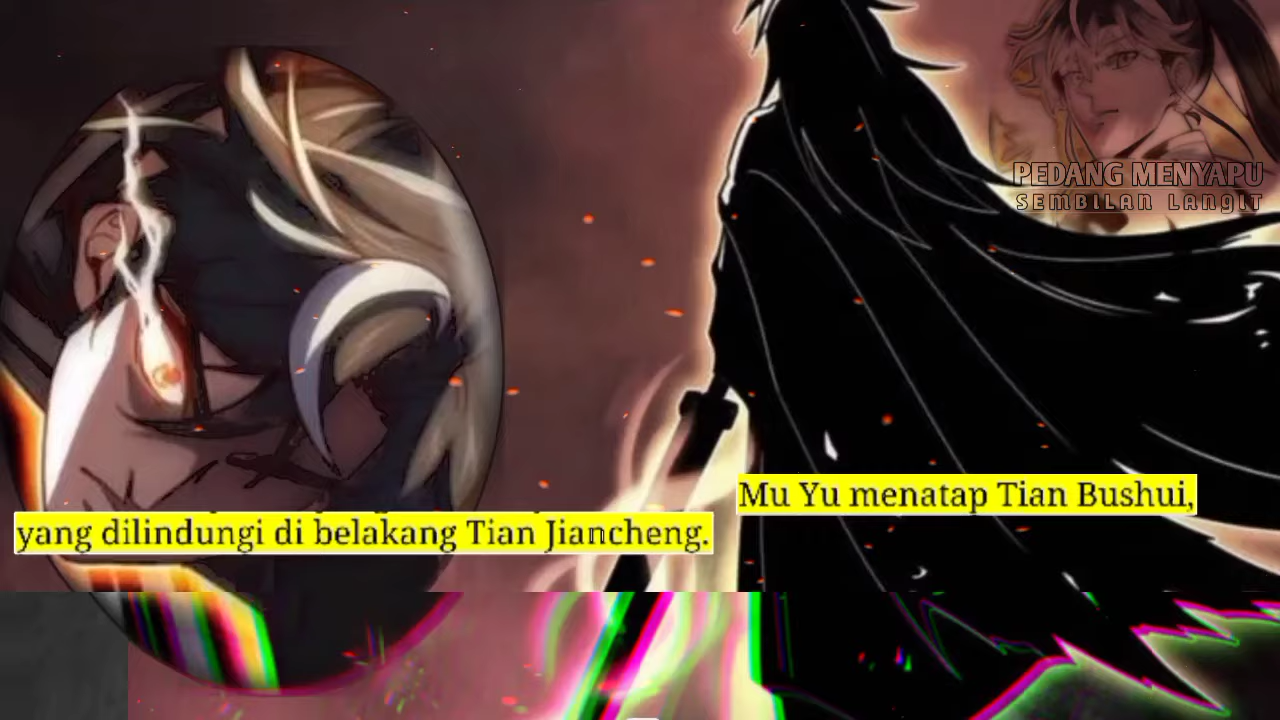 PEDANG MENYAPU
SEMBILAN LANGIT
Mu Yu menatap Tian Bushui,
yang dilindungi di belakang Tian Jiancheng.